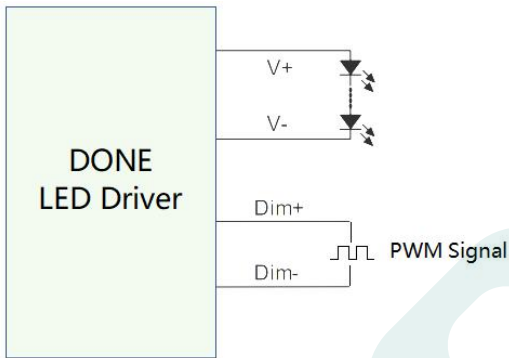 V+
V-
DONE
LED Driver
Dim+
PWM Signal
Dim-